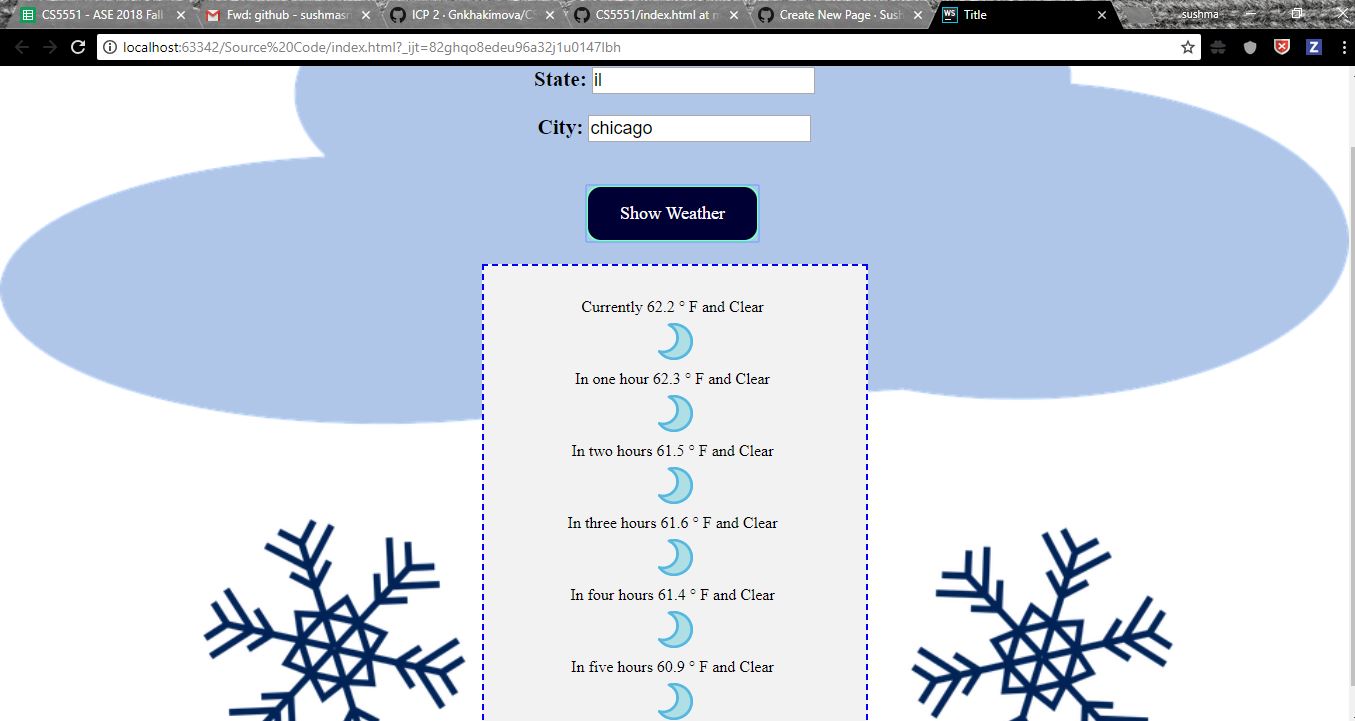 CS5551 - ASE 2018 Fall
Fwd: github - sushmasr
ICP 2 · Gnkhakimova/C
CS5551/index.html at
Create New Page · Sus
WS
Title
sushma
localhost:63342/Source%20Code/index.html?_ijt=82ghqo8edeu96a32j1u0147lbh
Z
State: il
City: chicago
Show Weather
Currently 62.2 ° F and Clear
In one hour 62.3 ° F and Clear
In two hours 61.5 ° F and Clear
In three hours 61.6 ° F and Clear
In four hours 61.4 ° F and Clear
In five hours 60.9 ° F and Clear